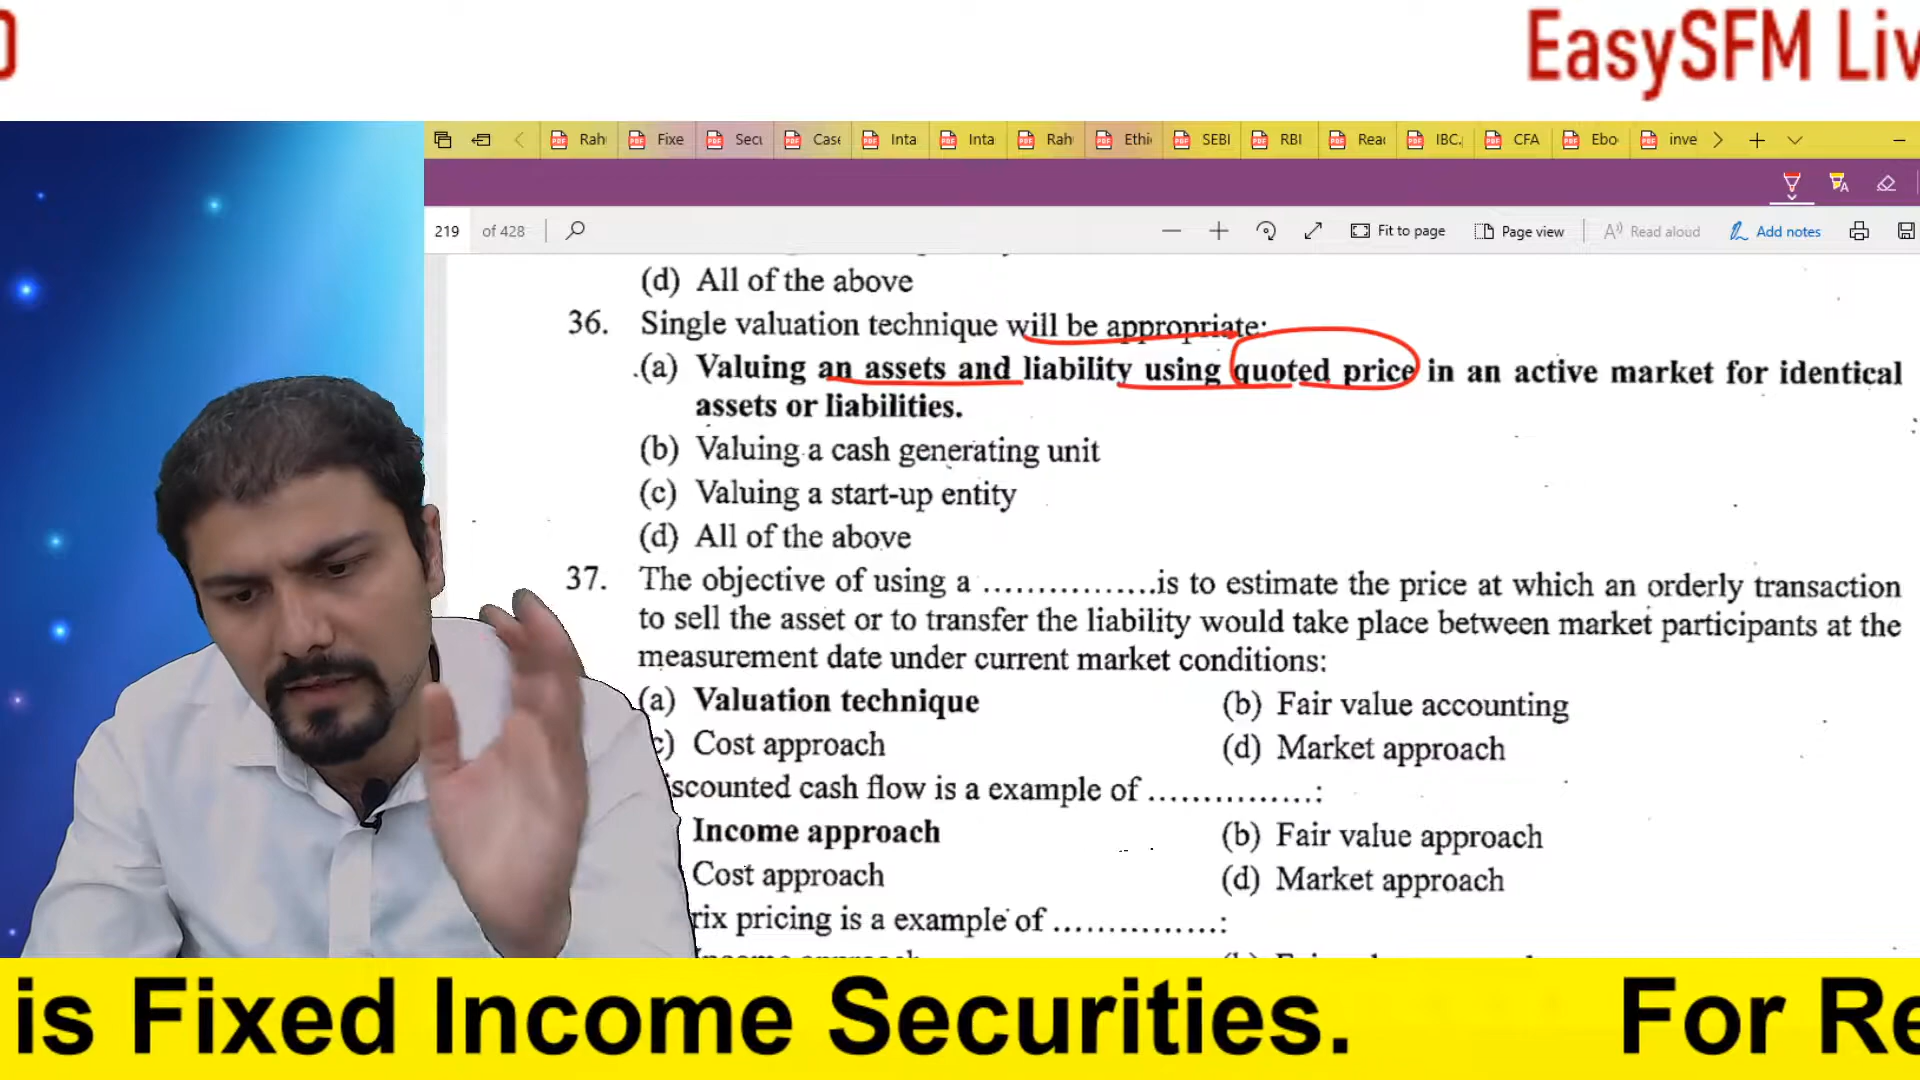 EasySFM Liv
Rah Fixe Secu Case Inta Inta Rah Ethi SEBI RBI Reac IBC, CFA Ebo inve
219 of 428 Fit to page Page view Read aloud Add notes
(d) All of the above
36. Single valuation technique will be appropriate:
(a) Valuing an assets and liability using quoted price in an active market for identical
assets or liabilities.
(b) Valuing a cash generating unit
(c) Valuing a start-up entity
(d) All of the above
37. The objective of using a ................is to estimate the price at which an orderly transaction
to sell the asset or to transfer the liability would take place between market participants at the
measurement date under current market conditions:
(a) Valuation technique (b) Fair value accounting
c) Cost approach (d) Market approach
scounted cash flow is a example of ................:
Income approach (b) Fair value approach
Cost approach (d) Market approach
rix pricing is a example of ................:
is Fixed Income Securities. For Re